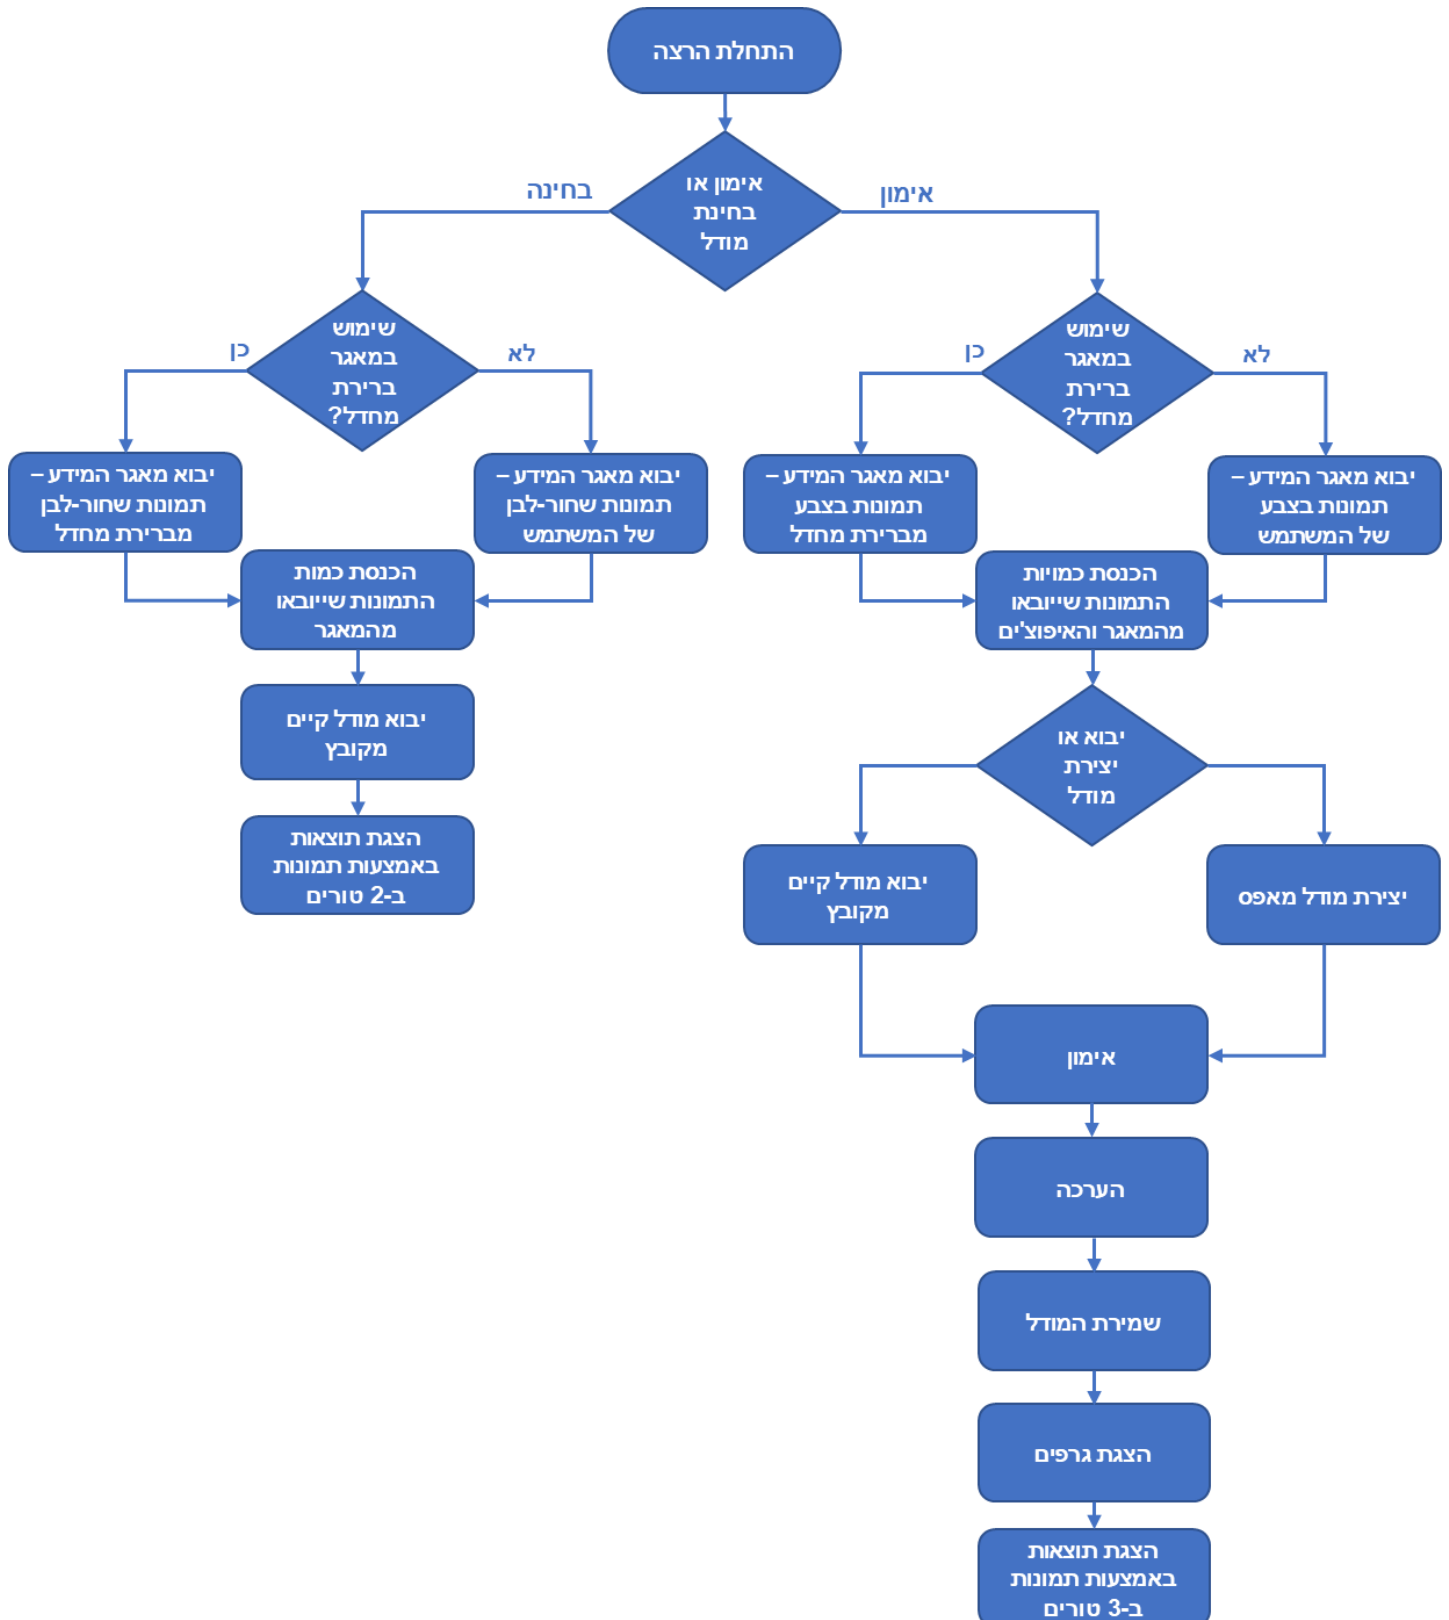 התחלת הרצה
אימון או
בחינת
מודל
אימון
בחינה
שימוש
במאגר
ברירת
מחדל?
לא
כן
יבוא מאגר המידע –
תמונות בצבע
של המשתמש
יבוא מאגר המידע –
תמונות בצבע
מברירת מחדל
הכנסת כמויות
התמונות שייובאו
מהמאגר והאיפוצ'ים
יבוא או
יצירת
מודל
יצירת מודל מאפס
יבוא מודל קיים
מקובץ
אימון
הערכה
שמירת המודל
הצגת גרפים
הצגת תוצאות
באמצעות תמונות
ב-3 טורים
שימוש
במאגר
ברירת
מחדל?
לא
כן
יבוא מאגר המידע –
תמונות שחור-לבן
של המשתמש
יבוא מאגר המידע –
תמונות שחור-לבן
מברירת מחדל
הכנסת כמות
התמונות שייובאו
מהמאגר
יבוא מודל קיים
מקובץ
הצגת תוצאות
באמצעות תמונות
ב-2 טורים